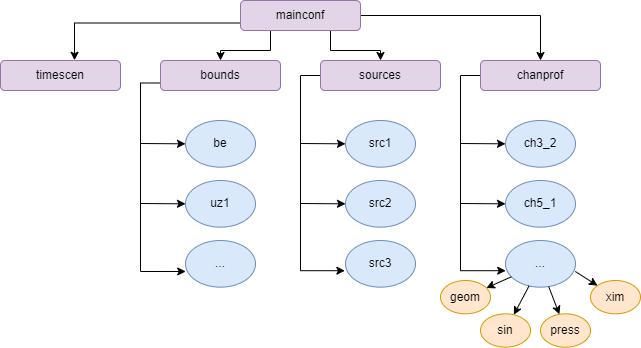 mainconf
timescen
bounds
sources
chanprof
be
src1
ch3_2
uz1
src2
ch5_1
...
src3
...
geom
xim
sin
press